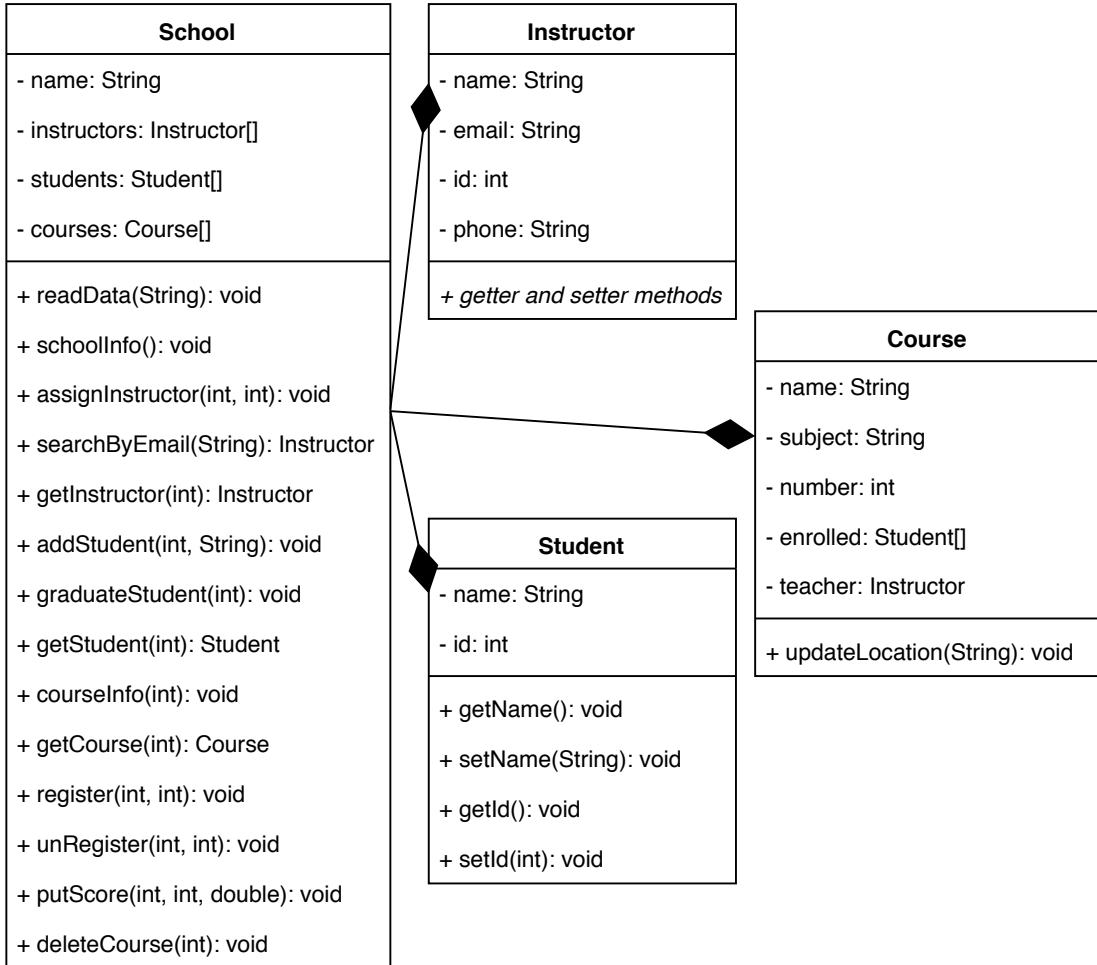 School
- name: String
- instructors: Instructor[]
- students: Student[]
- courses: Course[]
+ readData(String): void
+ schoolInfo(): void
+ assignInstructor(int, int): void
+ searchByEmail(String): Instructor
+ getInstructor(int): Instructor
+ addStudent(int, String): void
+ graduateStudent(int): void
+ getStudent(int): Student
+ courseInfo(int): void
+ getCourse(int): Course
+ register(int, int): void
+ unRegister(int, int): void
+ putScore(int, int, double): void
+ deleteCourse(int): void
Instructor
- name: String
- email: String
- id: int
- phone: String
+ getter and setter methods
Student
- name: String
- id: int
+ getName(): void
+ setName(String): void
+ getId(): void
+ setId(int): void
Course
- name: String
- subject: String
- number: int
- enrolled: Student[]
- teacher: Instructor
+ updateLocation(String): void